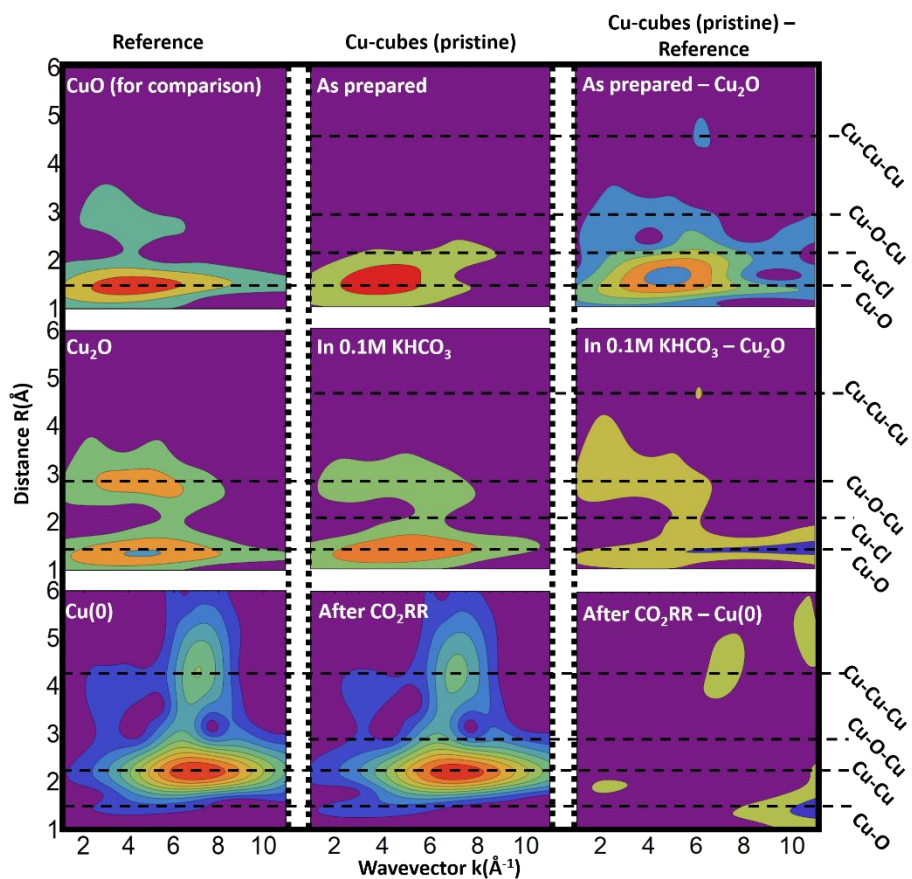 Reference
Cu-cubes (pristine)
Cu-cubes (pristine) –
Reference
6
5
4
3
2
1
CuO (for comparison)
As prepared
As prepared – Cu₂O
Cu-Cu-Cu
Cu-O-Cu
Cu-Cl
Cu-O
Distance R(Å)
6
5
4
3
2
1
Cu₂O
In 0.1M KHCO₃
In 0.1M KHCO₃ – Cu₂O
Cu-Cu-Cu
Cu-O-Cu
Cu-Cl
Cu-O
6
5
4
3
2
1
Cu(0)
After CO₂RR
After CO₂RR – Cu(0)
Cu-Cu-Cu
Cu-O-Cu
Cu-Cu
Cu-O
2 4 6 8 10 2 4 6 8 10 2 4 6 8 10
Wavevector k(Å⁻¹)